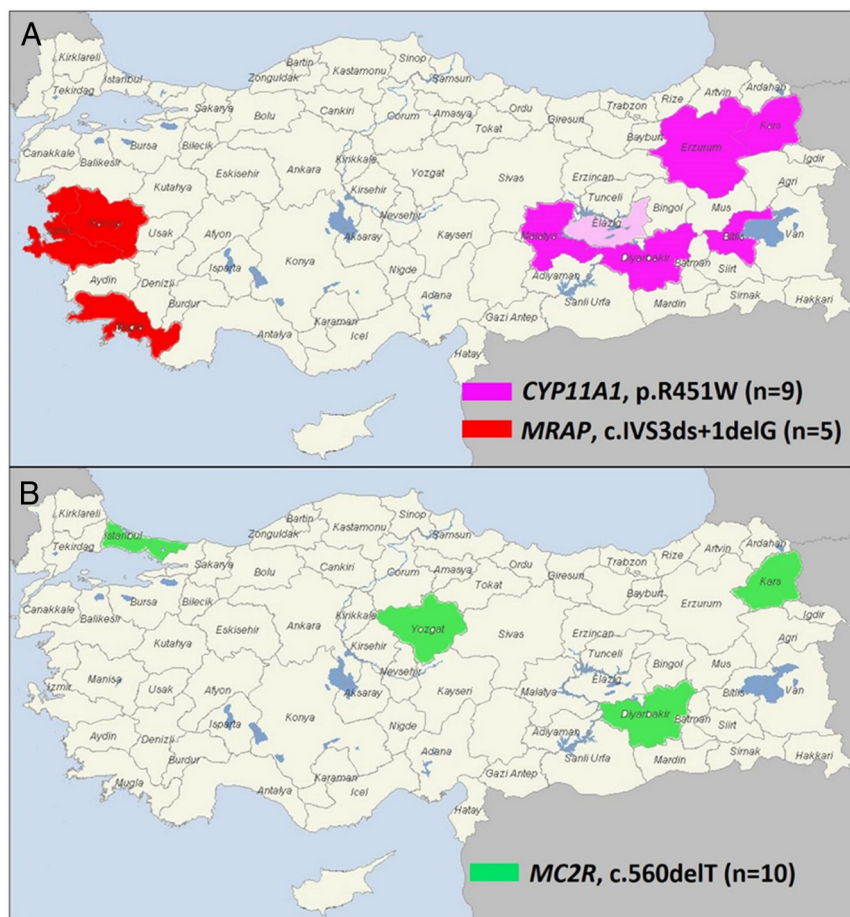 A
Kirklareli
Tekirdag
Istanbul
Bartin
Zonguldak
Kastamonu
Sinop
Samsun
Sakarya
Bolu
Cankiri
Corum
Amasya
Ordu
Tokat
Giresun
Trabzon
Rize
Artvin
Ardahan
Kars
Bayburt
Erzurum
Igdir
Canakkale
Balikesir
Bursa
Bilecik
Eskisehir
Ankara
Kirikkale
Yozgat
Sivas
Erzincan
Agri
Kutahya
Kirsehir
Tunceli
Bingol
Mus
Usak
Afyon
Nevsehir
Aksaray
Kayseri
Malatya
Elazig
Bitlis
Van
Aydin
Denizli
Isparta
Konya
Nigde
Adiyaman
Diyarbakir
Batman
Siirt
Burdur
Adana
Gazi Antep
Sanli Urfa
Mardin
Sirnak
Hakkari
Antalya
Karaman
Icel
Hatay
CYP11A1, p.R451W (n=9)
MRAP, c.IVS3ds+1delG (n=5)
B
Kirklareli
Tekirdag
Istanbul
Bartin
Zonguldak
Kastamonu
Sinop
Samsun
Sakarya
Bolu
Cankiri
Corum
Amasya
Ordu
Tokat
Giresun
Trabzon
Rize
Artvin
Ardahan
Kars
Bayburt
Erzurum
Igdir
Canakkale
Balikesir
Bursa
Bilecik
Eskisehir
Ankara
Kirikkale
Yozgat
Sivas
Erzincan
Agri
Kutahya
Kirsehir
Tunceli
Bingol
Mus
Izmir
Manisa
Usak
Afyon
Nevsehir
Aksaray
Kayseri
Malatya
Elazig
Bitlis
Van
Aydin
Denizli
Isparta
Konya
Nigde
Adiyaman
Diyarbakir
Batman
Siirt
Mugla
Burdur
Adana
Gazi Antep
Sanli Urfa
Mardin
Sirnak
Hakkari
Antalya
Karaman
Icel
Hatay
MC2R, c.560delT (n=10)